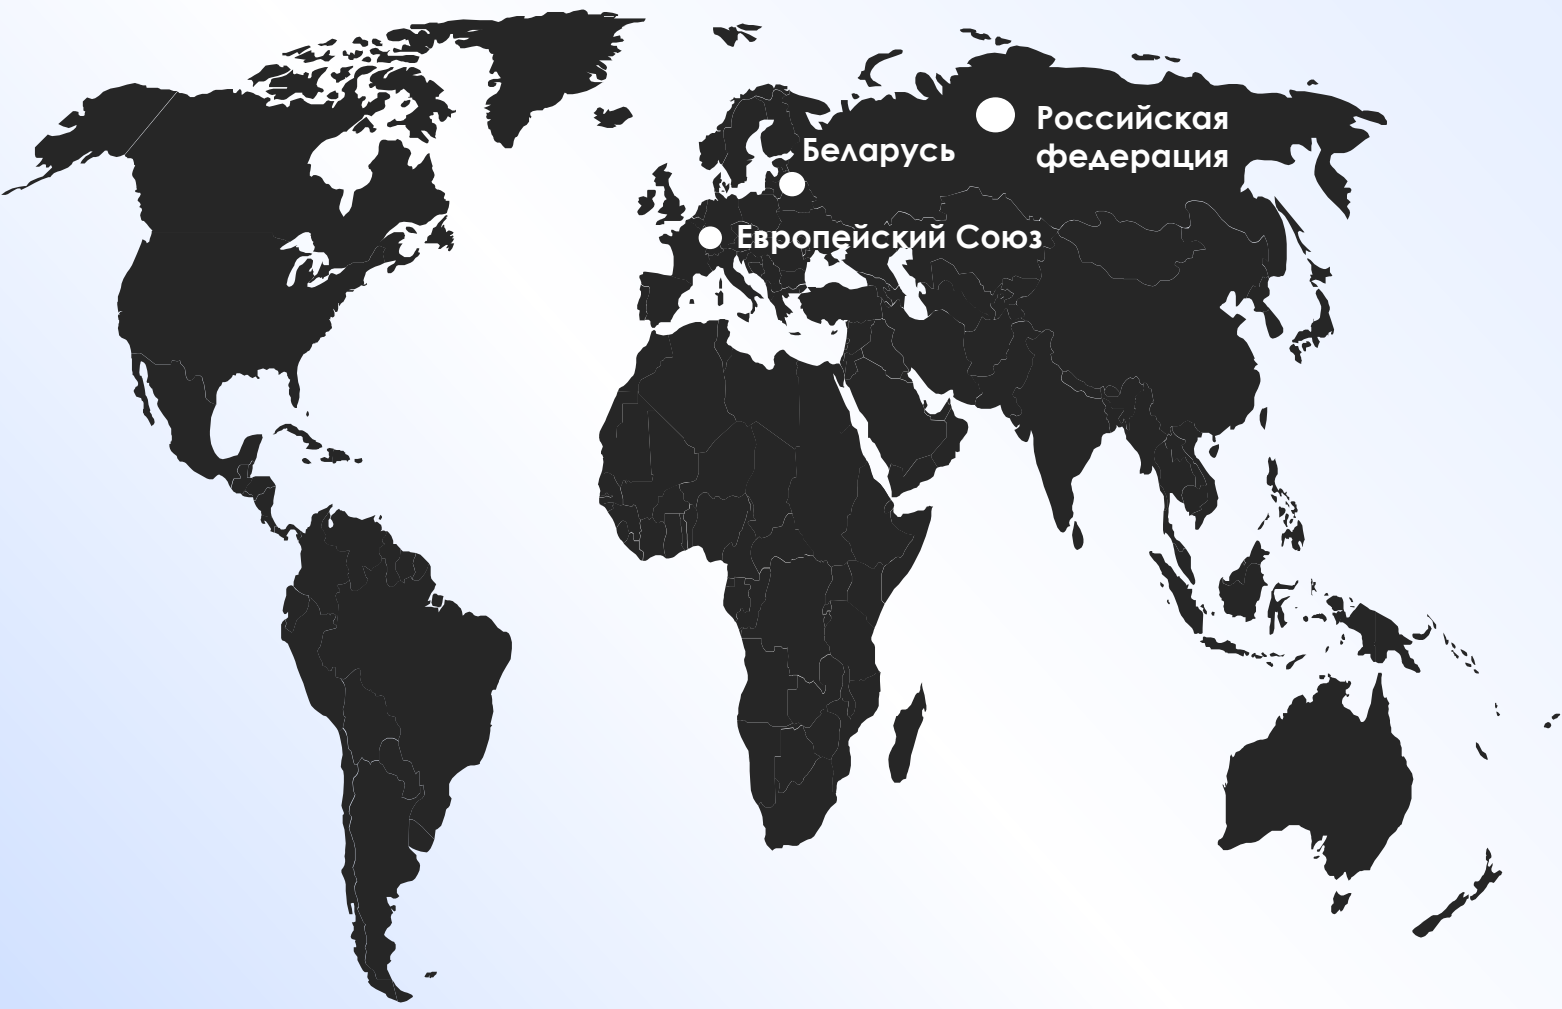 Российская
федерация
Беларусь
Европейский Союз